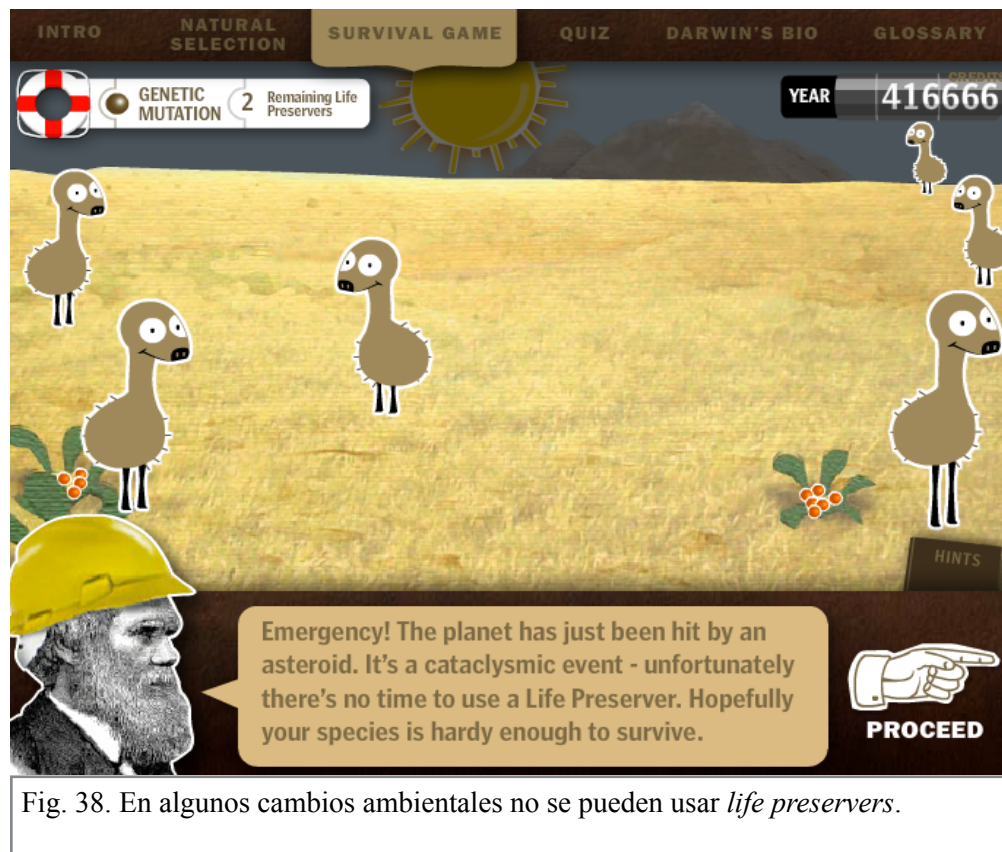 INTRO
NATURAL
SELECTION
SURVIVAL GAME
QUIZ
DARWIN'S BIO
GLOSSARY
CREDITS
GENETIC
MUTATION
2
Remaining Life
Preservers
YEAR
416666
HINTS
Emergency! The planet has just been hit by an
asteroid. It's a cataclysmic event - unfortunately
there's no time to use a Life Preserver. Hopefully
your species is hardy enough to survive.
PROCEED
Fig. 38. En algunos cambios ambientales no se pueden usar life preservers.